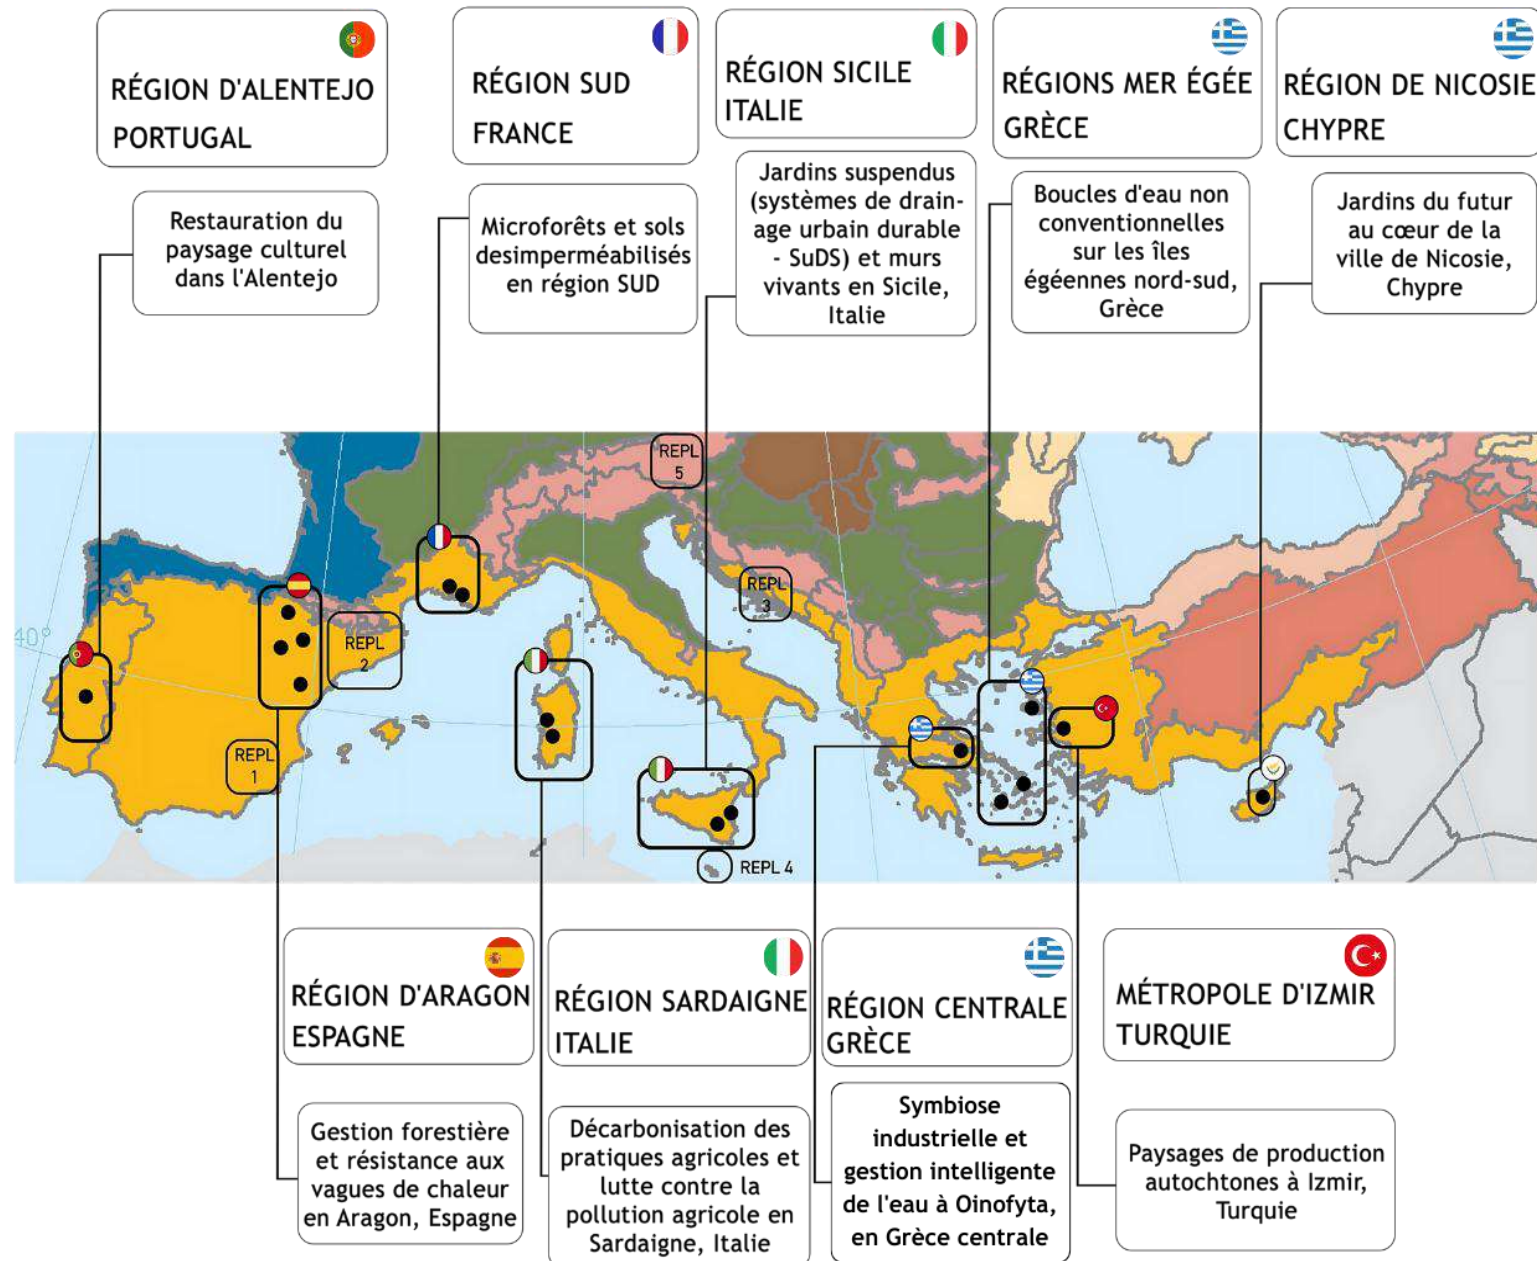 RÉGION D'ALENTEJO
PORTUGAL
RÉGION SUD
FRANCE
RÉGION SICILE
ITALIE
RÉGIONS MER ÉGÉE
GRÈCE
RÉGION DE NICOSIE
CHYPRE
Restauration du
paysage culturel
dans l'Alentejo
Microforêts et sols
desimperméabilisés
en région SUD
Jardins suspendus
(systèmes de drain-
age urbain durable
- SuDS) et murs
vivants en Sicile,
Italie
Boucles d'eau non
conventionnelles
sur les îles
égéennes nord-sud,
Grèce
Jardins du futur
au cœur de la
ville de Nicosie,
Chypre
REPL
5
REPL
3
40°
REPL
2
REPL
1
REPL 4
RÉGION D'ARAGON
ESPAGNE
RÉGION SARDAIGNE
ITALIE
RÉGION CENTRALE
GRÈCE
MÉTROPOLE D'IZMIR
TURQUIE
Gestion forestière
et résistance aux
vagues de chaleur
en Aragon, Espagne
Décarbonisation des
pratiques agricoles et
lutte contre la
pollution agricole en
Sardaigne, Italie
Symbiose
industrielle et
gestion intelligente
de l'eau à Oinofyta,
en Grèce centrale
Paysages de production
autochtones à Izmir,
Turquie